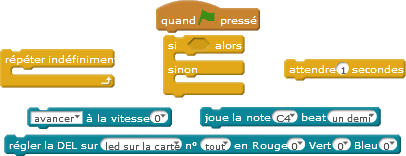 quand pressé
répéter indéfiniment
si alors
sinon
attendre 1 secondes
avancer à la vitesse 0
joue la note C4 beat un demi
régler la DEL sur led sur la carte n° tout en Rouge 0 Vert 0 Bleu 0